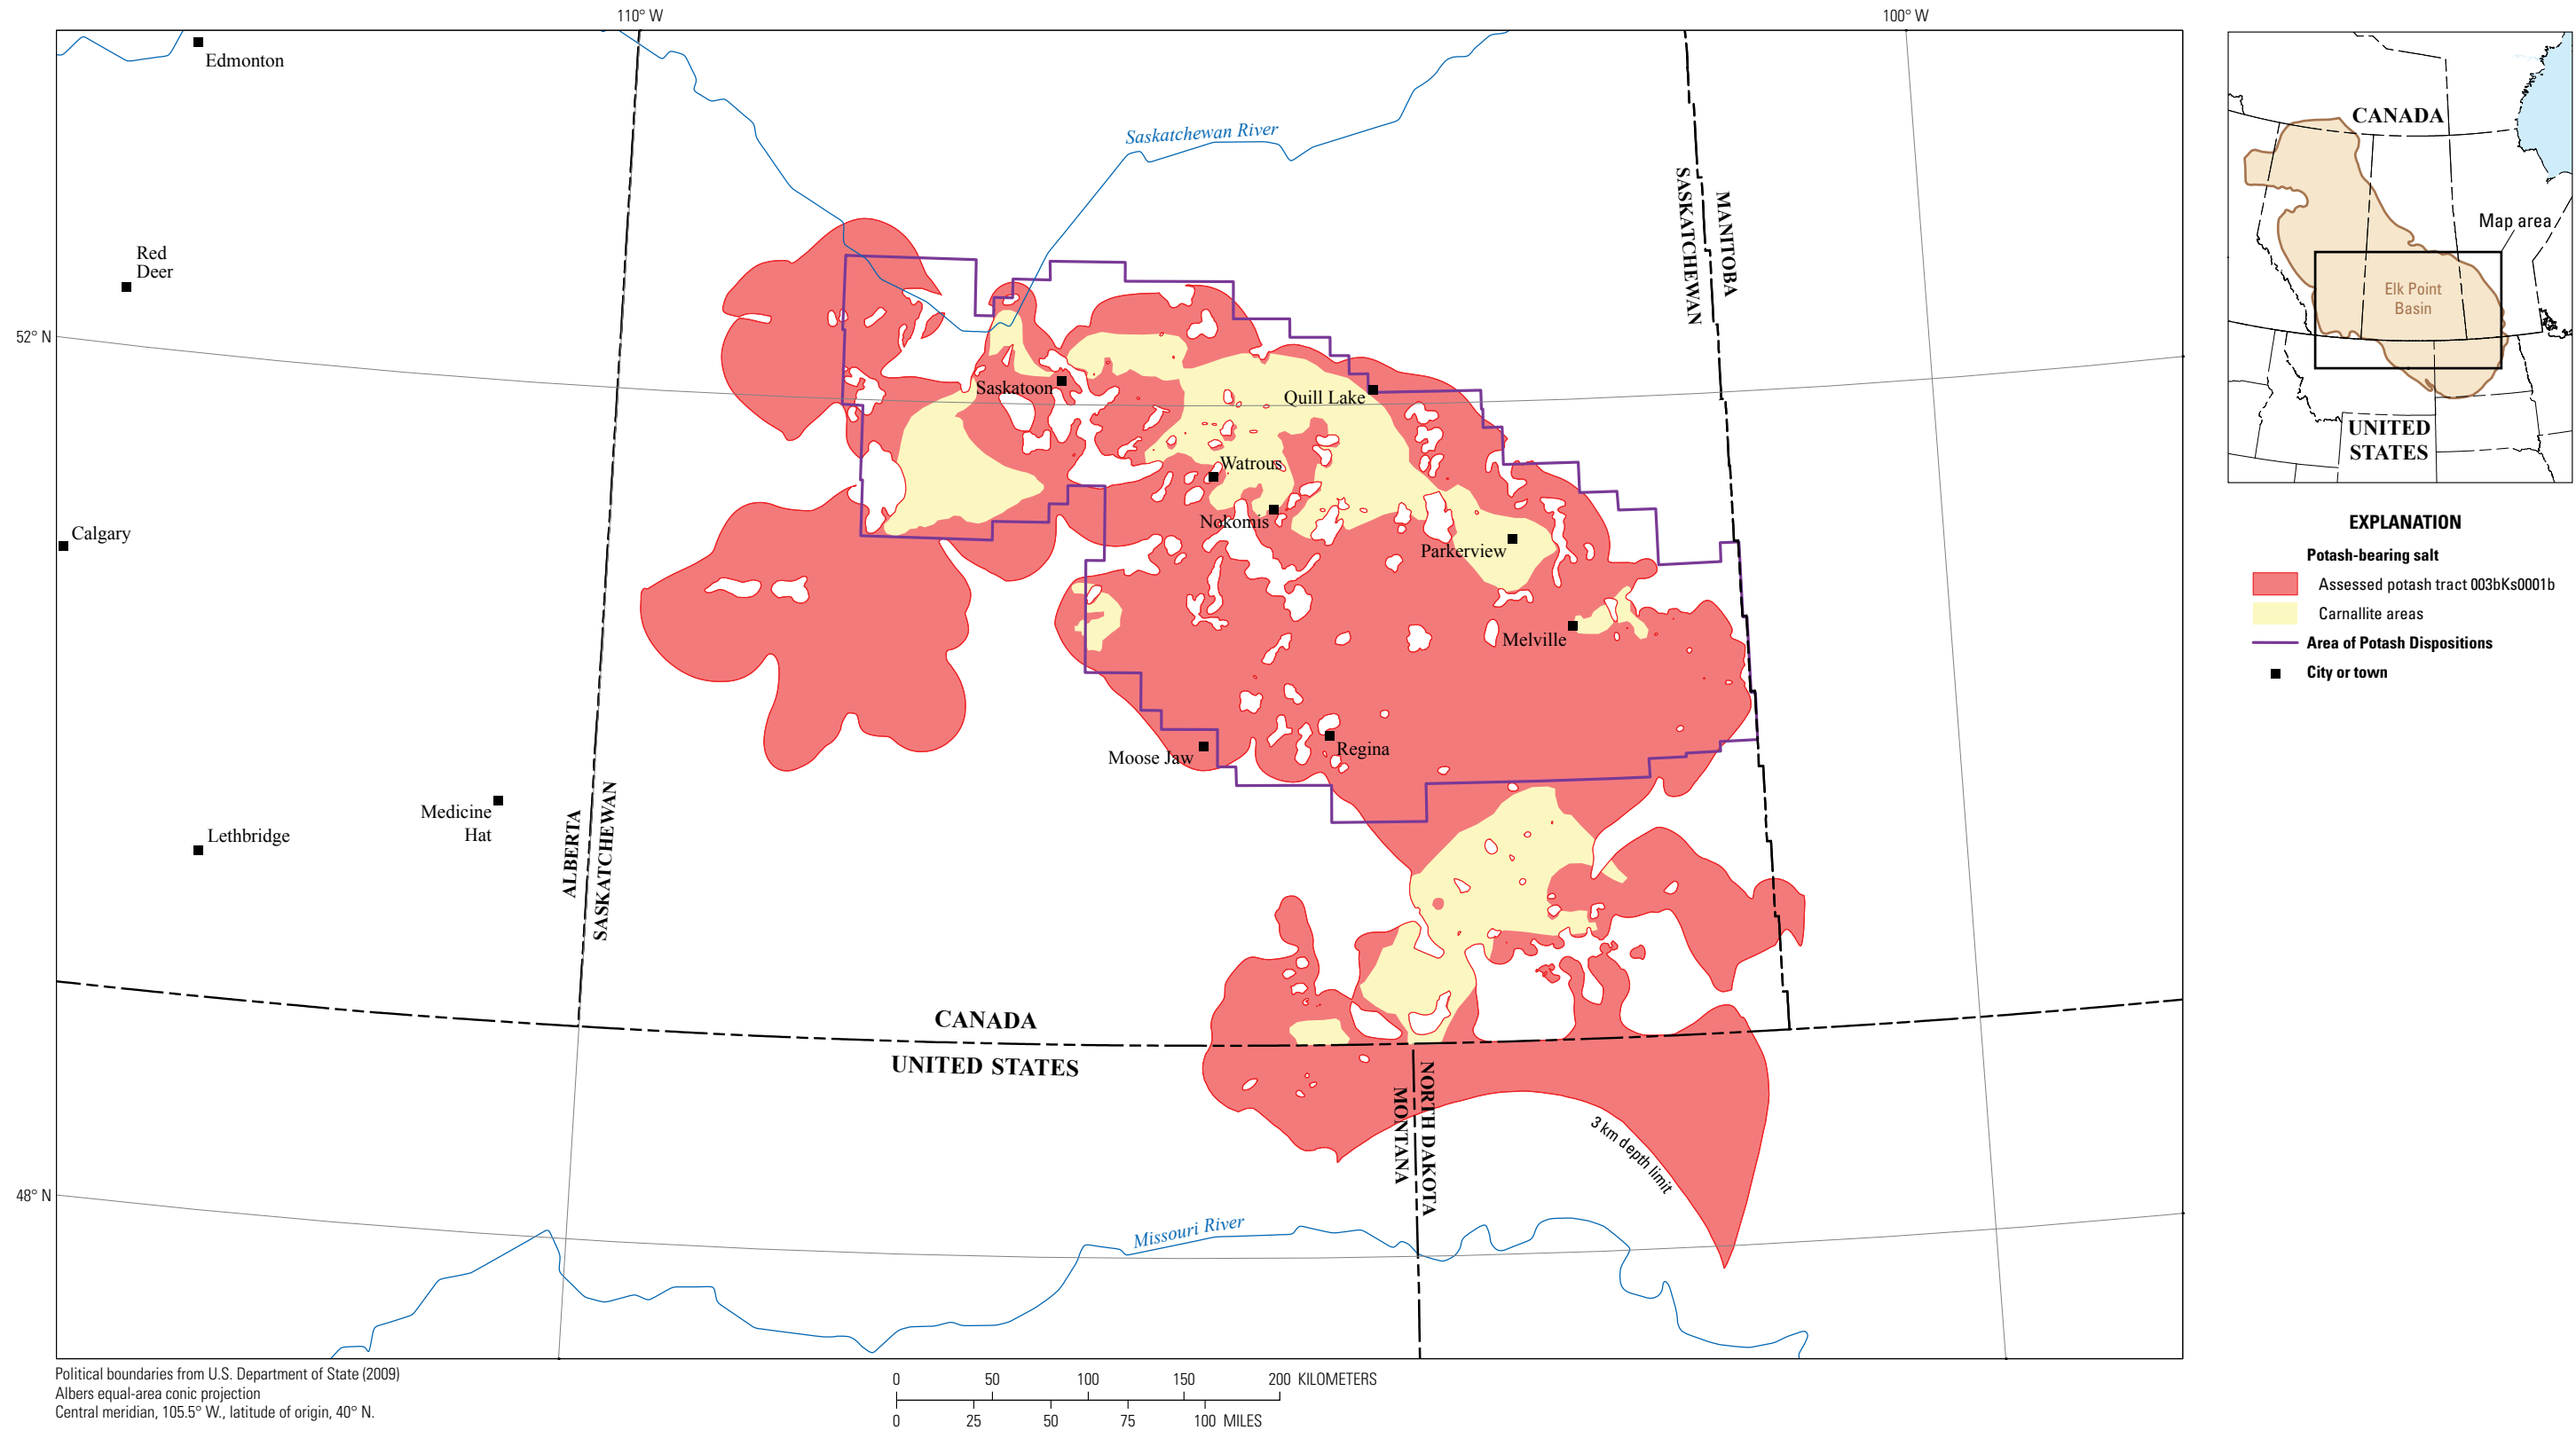 110° W
100° W
Edmonton
Saskatchewan River
CANADA
SASKATCHEWAN
MANITOBA
Map area
Red
Deer
Elk Point
Basin
52° N
Saskatoon
Quill Lake
UNITED
STATES
Watrous
Calgary
Nokomis
Parkerview
EXPLANATION
Potash-bearing salt
Assessed potash tract 003bKs0001b
Carnallite areas
Area of Potash Dispositions
City or town
Melville
Moose Jaw
Regina
Medicine
Hat
Lethbridge
ALBERTA
SASKATCHEWAN
CANADA
UNITED STATES
MONTANA
NORTH DAKOTA
3 km depth limit
48° N
Missouri River
Political boundaries from U.S. Department of State (2009)
Albers equal-area conic projection
Central meridian, 105.5° W., latitude of origin, 40° N.
0 50 100 150 200 KILOMETERS
0 25 50 75 100 MILES